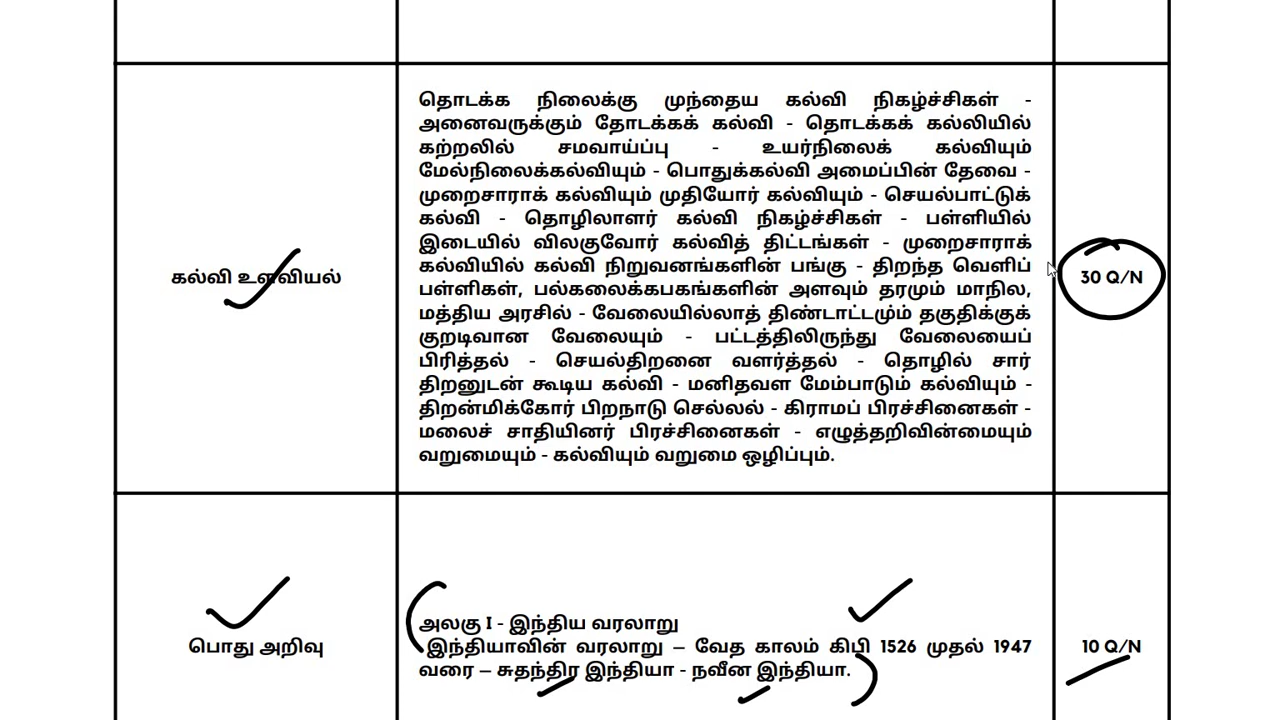 தொடக்க நிலைக்கு முந்தைய கல்வி நிகழ்ச்சிகள் -
அனைவருக்கும் தோடக்கக் கல்வி - தொடக்கக் கல்லியில்
கற்றலில் சமவாய்ப்பு - உயர்நிலைக் கல்வியும்
மேல்நிலைக்கல்வியும் - பொதுக்கல்வி அமைப்பின் தேவை -
முறைசாராக் கல்வியும் முதியோர் கல்வியும் - செயல்பாட்டுக்
கல்வி - தொழிலாளர் கல்வி நிகழ்ச்சிகள் - பள்ளியில்
இடையில் விலகுவோர் கல்வித் திட்டங்கள் - முறைசாராக்
கல்வியில் கல்வி நிறுவனங்களின் பங்கு - திறந்த வெளிப்
கல்வி உளவியல்
30 Q/N
பள்ளிகள், பல்கலைக்கபகங்களின் அளவும் தரமும் மாநில,
மத்திய அரசில் - வேலையில்லாத் திண்டாட்டமும் தகுதிக்குக்
குறடிவான வேலையும் - பட்டத்திலிருந்து வேலையைப்
பிரித்தல் - செயல்திறனை வளர்த்தல் - தொழில் சார்
திறனுடன் கூடிய கல்வி - மனிதவள மேம்பாடும் கல்வியும் -
திறன்மிக்கோர் பிறநாடு செல்லல் - கிராமப் பிரச்சினைகள் -
மலைச் சாதியினர் பிரச்சினைகள் - எழுத்தறிவின்மையும்
வறுமையும் - கல்வியும் வறுமை ஒழிப்பும்.
அலகு I - இந்திய வரலாறு
பொது அறிவு
இந்தியாவின் வரலாறு – வேத காலம் கிபி 1526 முதல் 1947
10 Q/N
வரை – சுதந்திர இந்தியா - நவீன இந்தியா.